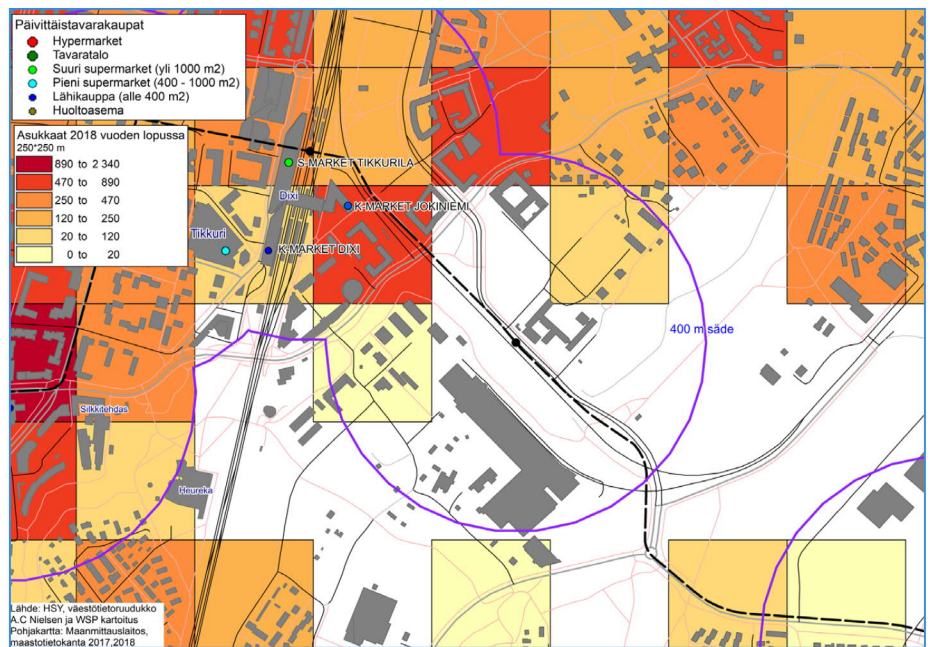 Päivittäistavarakaupat
Hypermarket
Tavaratalo
Suuri supermarket (yli 1000 m2)
Pieni supermarket (400 - 1000 m2)
Lähikauppa (alle 400 m2)
Huoltoasema
Asukkaat 2018 vuoden lopussa
250*250 m
890 to 2 340
470 to 890
250 to 470
120 to 250
20 to 120
0 to 20
S-MARKET TIKKURILA
Dixi
K-MARKET JOKINIEMI
Tikkuri
K-MARKET DIXI
400 m säde
Silkkitehdas
Heureka
Lähde: HSY, väestötietoruudukko
A.C Nielsen ja WSP kartoitus
Pohjakartta: Maanmittauslaitos,
maastotietokanta 2017,2018